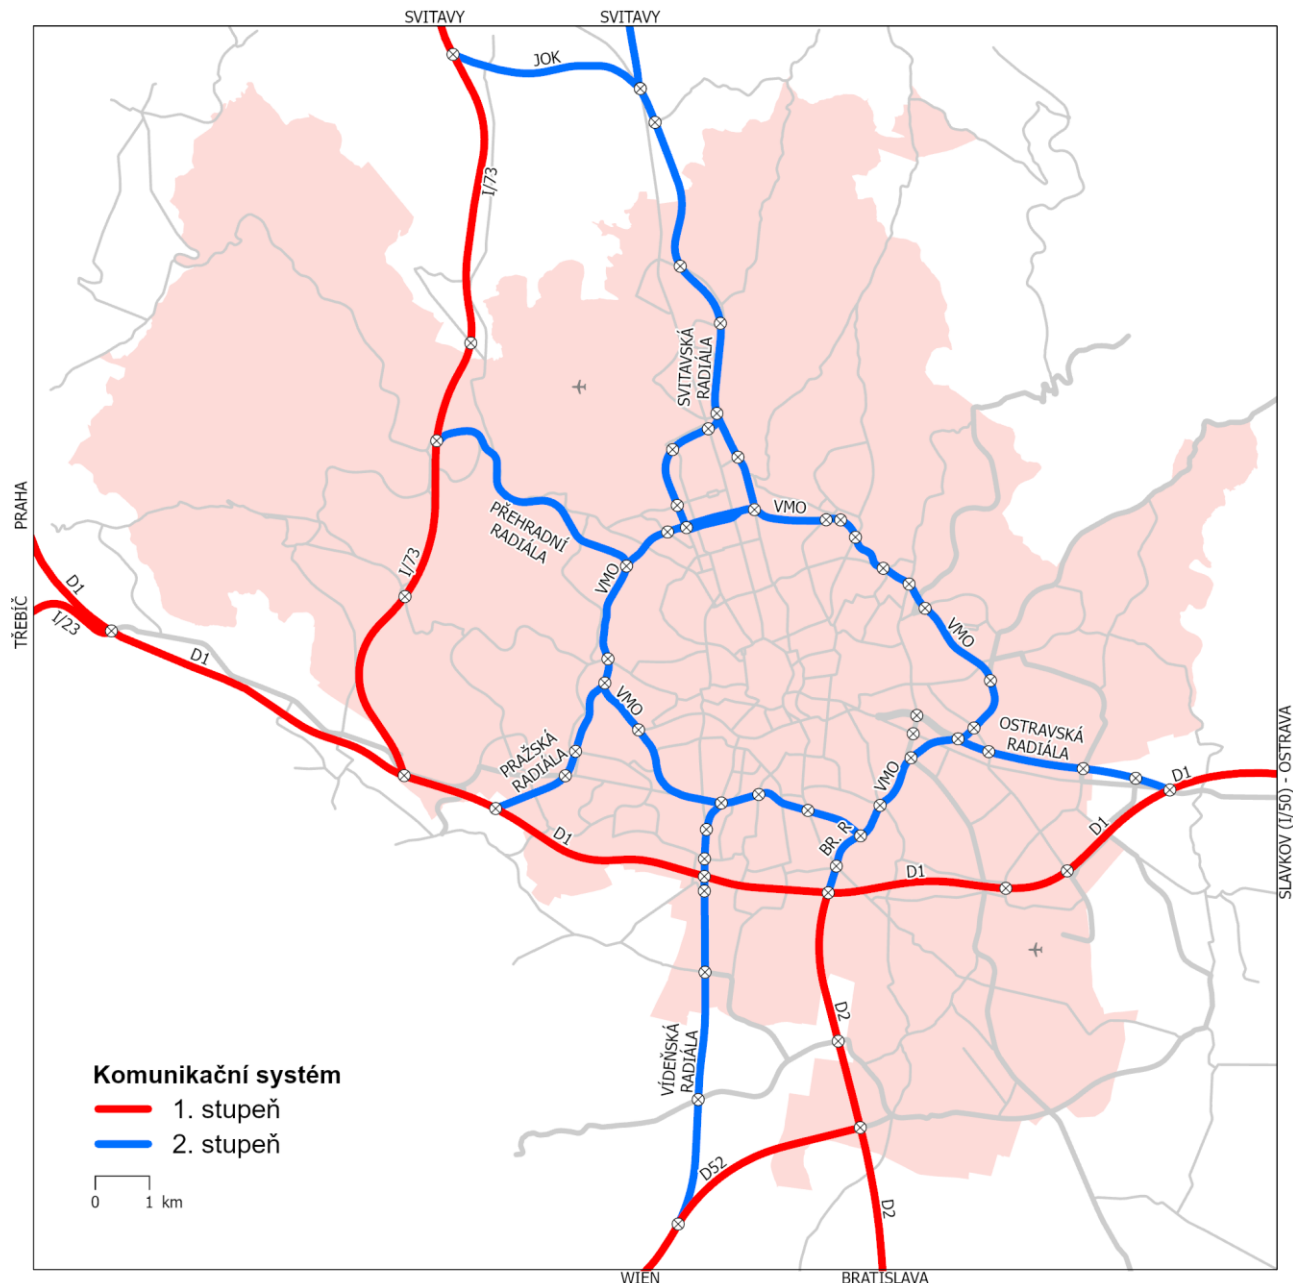 SVITAVY
SVITAVY
JOK
I/73
SVITAVSKÁ
RADIÁLA
PRAHA
PŘEHRADNÍ
RADIÁLA
VMO
VMO
I/73
D1
TŘEBÍČ
I/23
D1
VMO
VMO
PRAŽSKÁ
RADIÁLA
OSTRAVSKÁ
RADIÁLA
VMO
D1
SLAVKOV (I/50) - OSTRAVA
D1
BR. R.
D1
D1
D2
VÍDEŇSKÁ
RADIÁLA
Komunikační systém
1. stupeň
2. stupeň
0 1 km
D52
D2
WIEN
BRATISLAVA